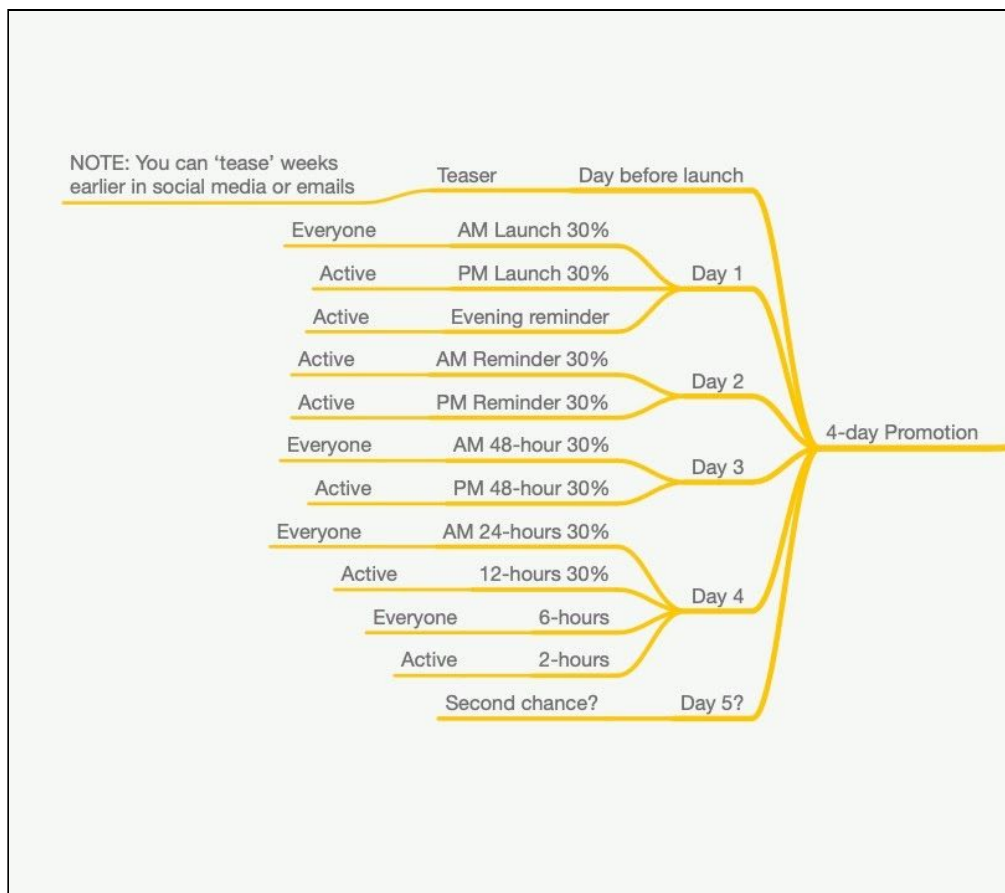 NOTE: You can ‘tease’ weeks
earlier in social media or emails
Teaser
Day before launch
Everyone
AM Launch 30%
Active
PM Launch 30%
Day 1
Active
Evening reminder
Active
AM Reminder 30%
Day 2
Active
PM Reminder 30%
4-day Promotion
Everyone
AM 48-hour 30%
Day 3
Active
PM 48-hour 30%
Everyone
AM 24-hours 30%
Active
12-hours 30%
Day 4
Everyone
6-hours
Active
2-hours
Second chance?
Day 5?